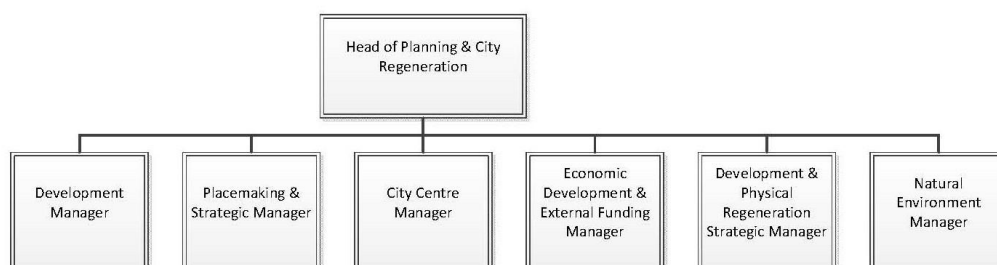 Head of Planning & City
Regeneration
Development
Manager
Placemaking &
Strategic Manager
City Centre
Manager
Economic
Development &
External Funding
Manager
Development &
Physical
Regeneration
Strategic Manager
Natural
Environment
Manager